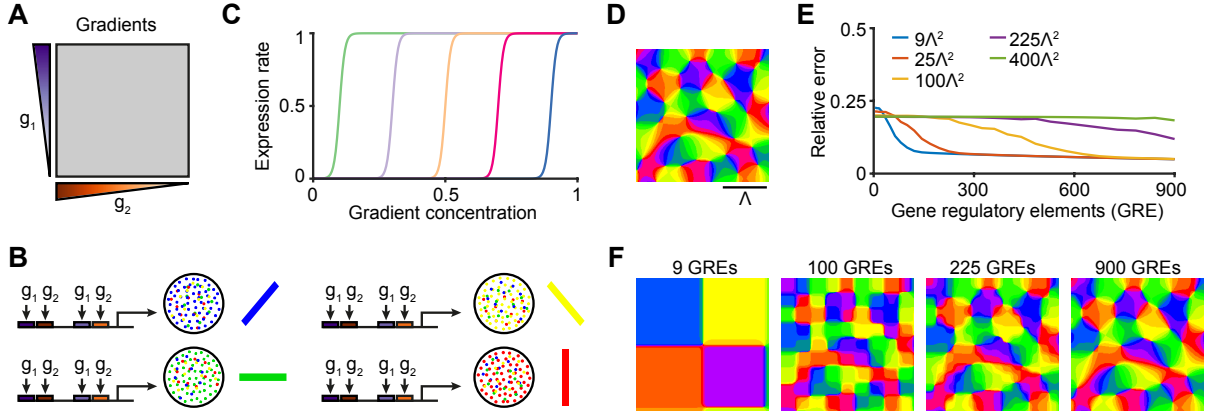 A
Gradients
g1
g2
B
g1 g2 g1 g2
g1 g2 g1 g2
g1 g2 g1 g2
g1 g2 g1 g2
C
Expression rate
1
0.5
0
0 0.5 1
Gradient concentration
D
Λ
E
Relative error
0.50
0.25
0
9Λ²
25Λ²
100Λ²
225Λ²
400Λ²
0 300 600 900
Gene regulatory elements (GRE)
F
9 GREs
100 GREs
225 GREs
900 GREs